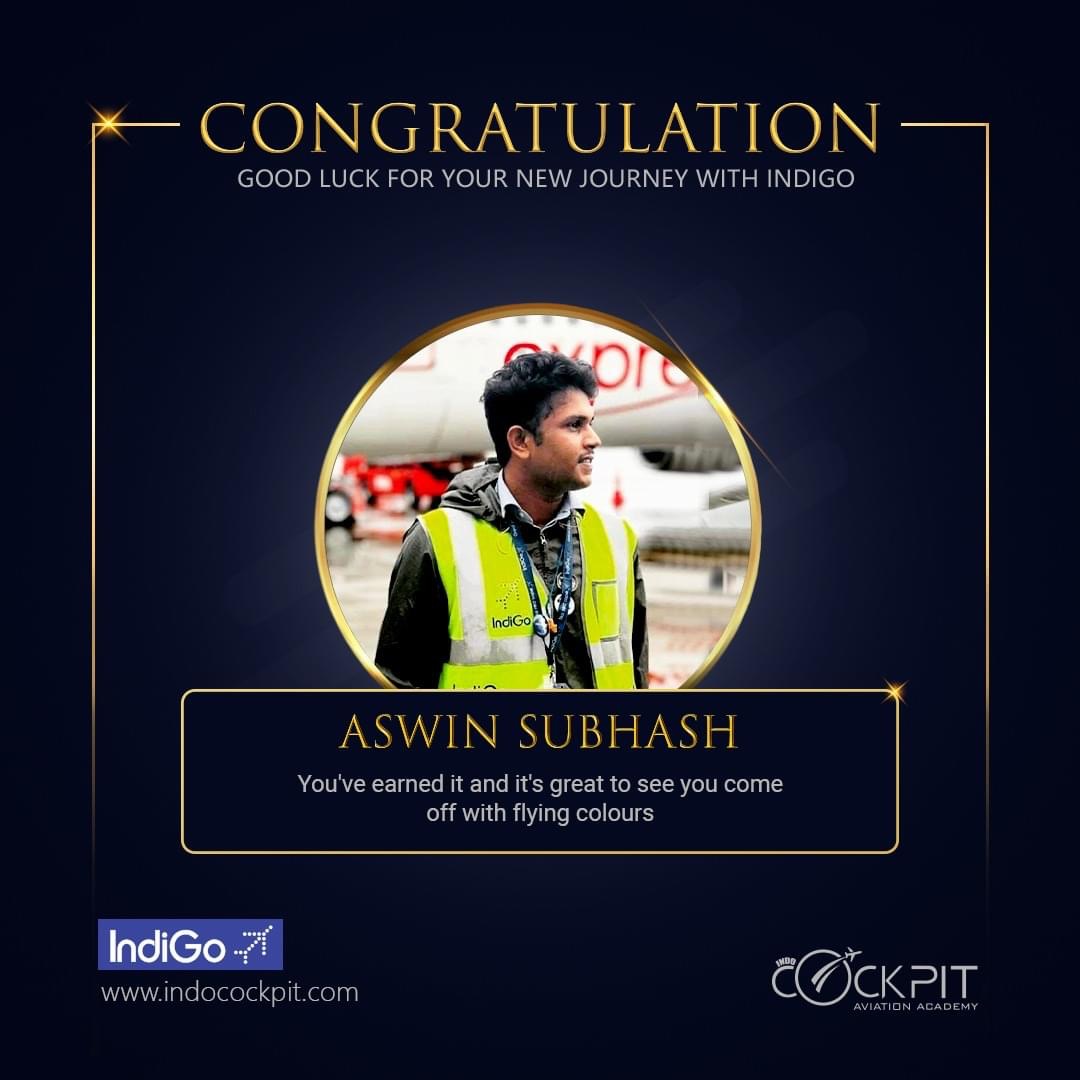 CONGRATULATION
GOOD LUCK FOR YOUR NEW JOURNEY WITH INDIGO
expre
IndiGo
ASWIN SUBHASH
You've earned it and it's great to see you come
off with flying colours
IndiGo
www.indocockpit.com
INDO
COCKPIT
AVIATION ACADEMY